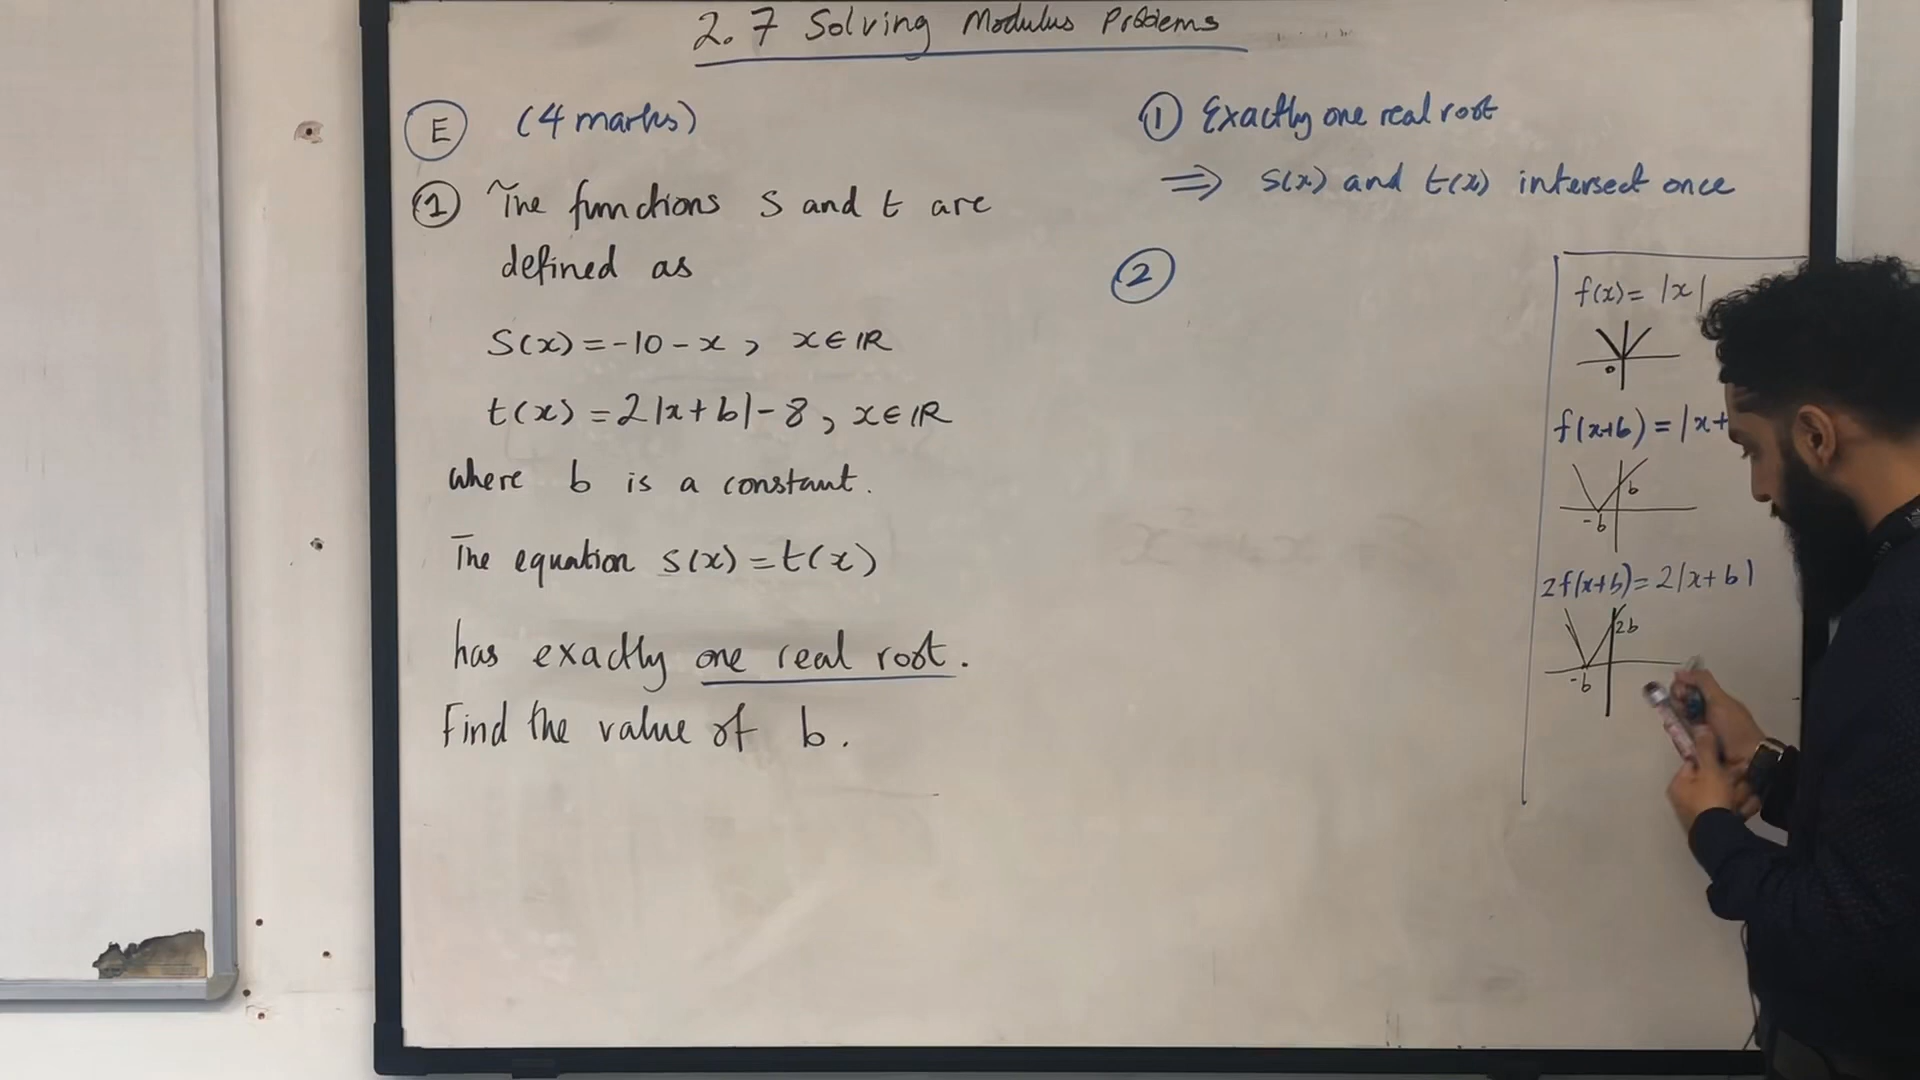 2.7 Solving Modulus Problems
E (4 marks)
1 The functions s and t are
defined as
S(x) = -10 - x , x ∈ ℝ
t(x) = 2|x + b| - 8 , x ∈ ℝ
where b is a constant.
The equation s(x) = t(x)
has exactly one real root.
Find the value of b.
1 Exactly one real root
⇒ s(x) and t(x) intersect once
2
f(x) = |x|
0
f(x+b) = |x+
b
-b
2f(x+b) = 2|x+b|
2b
-b